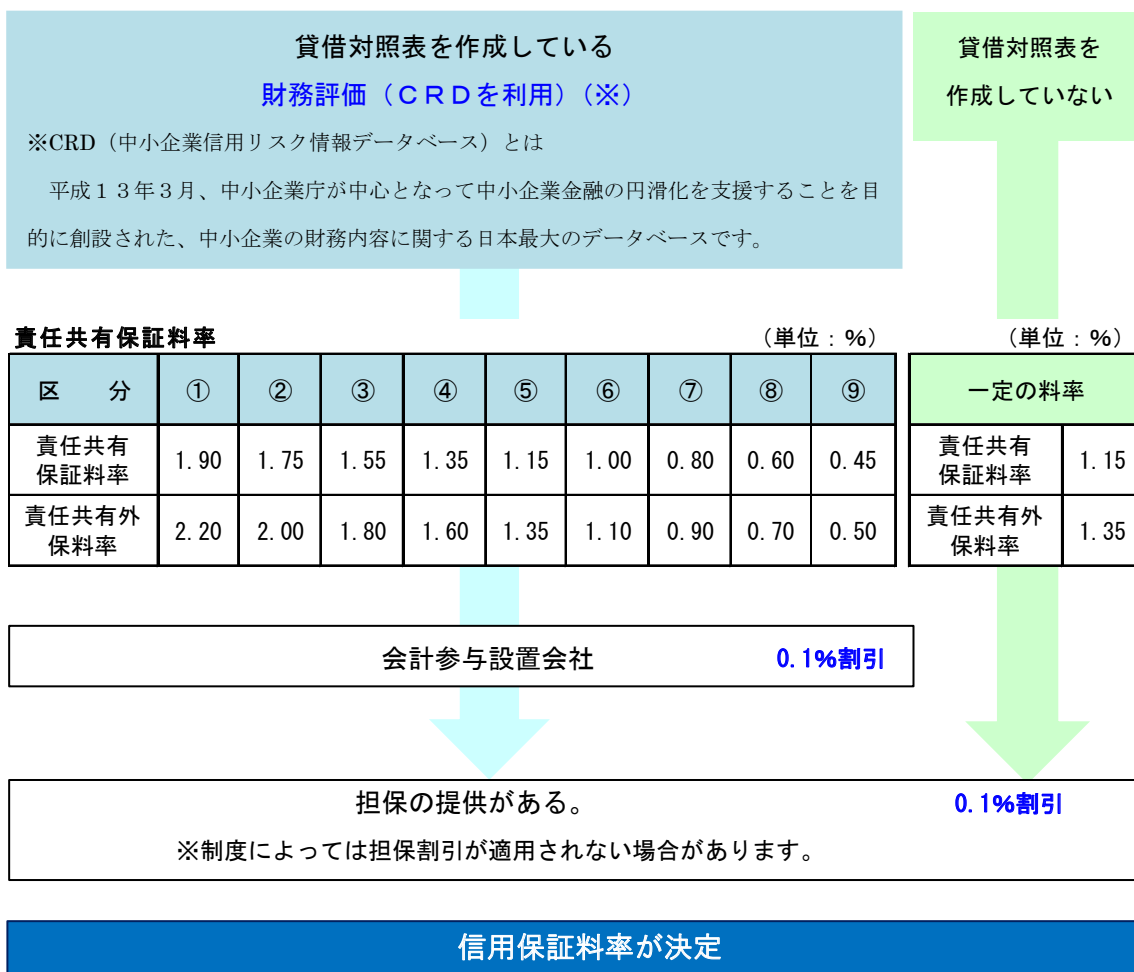 貸借対照表を作成している
財務評価（ＣＲＤを利用）（※）
※CRD（中小企業信用リスク情報データベース）とは
平成１３年３月、中小企業庁が中心となって中小企業金融の円滑化を支援することを目
的に創設された、中小企業の財務内容に関する日本最大のデータベースです。
貸借対照表を
作成していない
責任共有保証料率 （単位：％）
区　分 ① ② ③ ④ ⑤ ⑥ ⑦ ⑧ ⑨
責任共有
保証料率 1.90 1.75 1.55 1.35 1.15 1.00 0.80 0.60 0.45
責任共有外
保料率 2.20 2.00 1.80 1.60 1.35 1.10 0.90 0.70 0.50
（単位：％）
一定の料率
責任共有
保証料率 1.15
責任共有外
保料率 1.35
会計参与設置会社 0.1%割引
担保の提供がある。 0.1%割引
※制度によっては担保割引が適用されない場合があります。
信用保証料率が決定